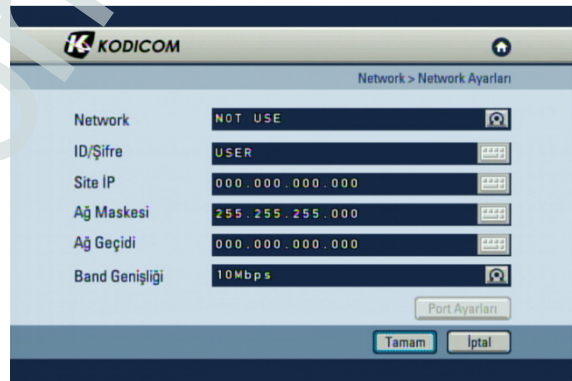 KODICOM
Network > Network Ayarları
Network NOT USE
ID/Şifre USER
Site İP 000.000.000.000
Ağ Maskesi 255.255.255.000
Ağ Geçidi 000.000.000.000
Band Genişliği 10Mbps
Port Ayarları
Tamam İptal